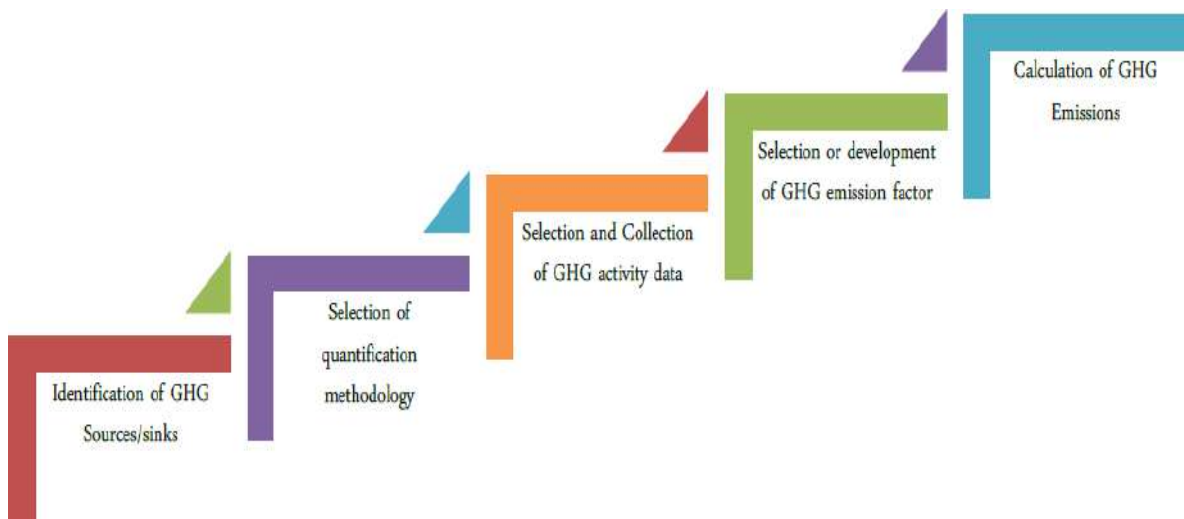 Identification of GHG
Sources/sinks
Selection of
quantification
methodology
Selection and Collection
of GHG activity data
Selection or development
of GHG emission factor
Calculation of GHG
Emissions